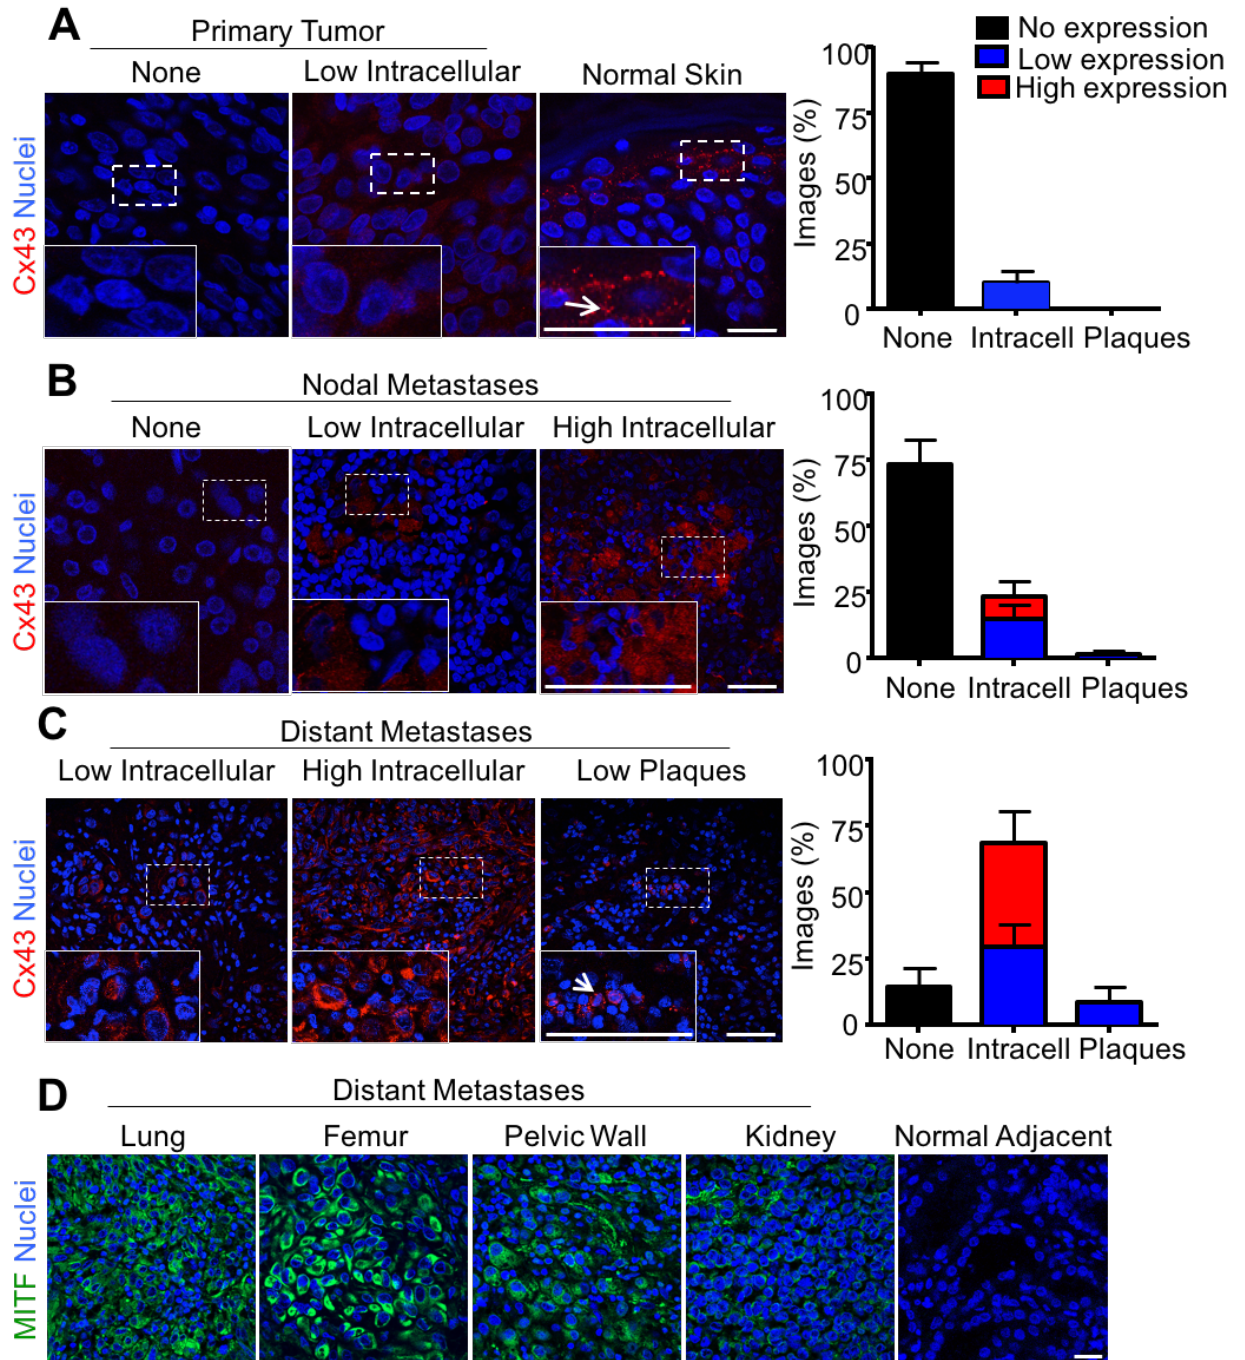 A
Primary Tumor
None
Low Intracellular
Normal Skin
Cx43 Nuclei
Images (%)
100
75
50
25
0
None
Intracell
Plaques
No expression
Low expression
High expression
B
Nodal Metastases
None
Low Intracellular
High Intracellular
Cx43 Nuclei
Images (%)
100
75
50
25
0
None
Intracell
Plaques
C
Distant Metastases
Low Intracellular
High Intracellular
Low Plaques
Cx43 Nuclei
Images (%)
100
75
50
25
0
None
Intracell
Plaques
D
Distant Metastases
Lung
Femur
Pelvic Wall
Kidney
Normal Adjacent
MITF Nuclei